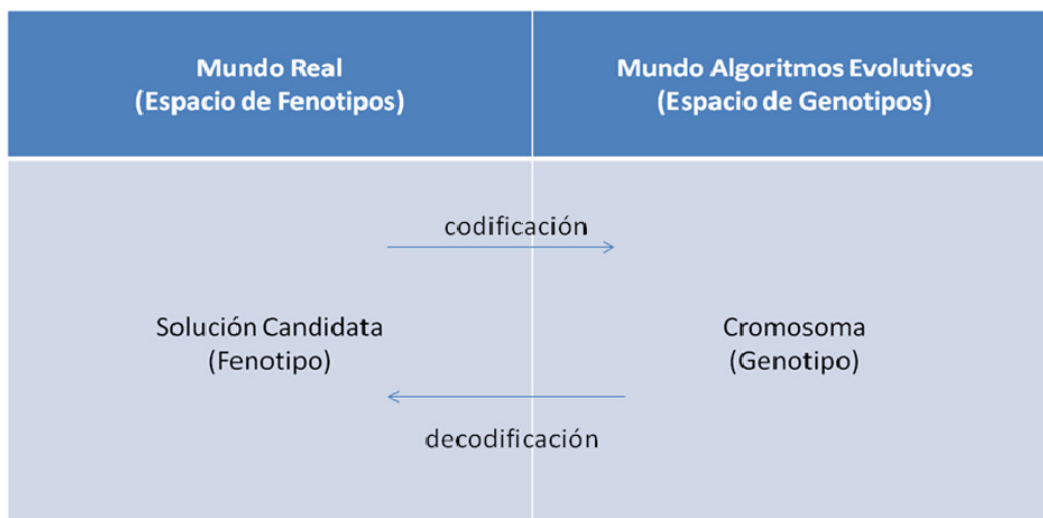 Mundo Real
(Espacio de Fenotipos)
Mundo Algoritmos Evolutivos
(Espacio de Genotipos)
codificación
Solución Candidata
(Fenotipo)
Cromosoma
(Genotipo)
decodificación